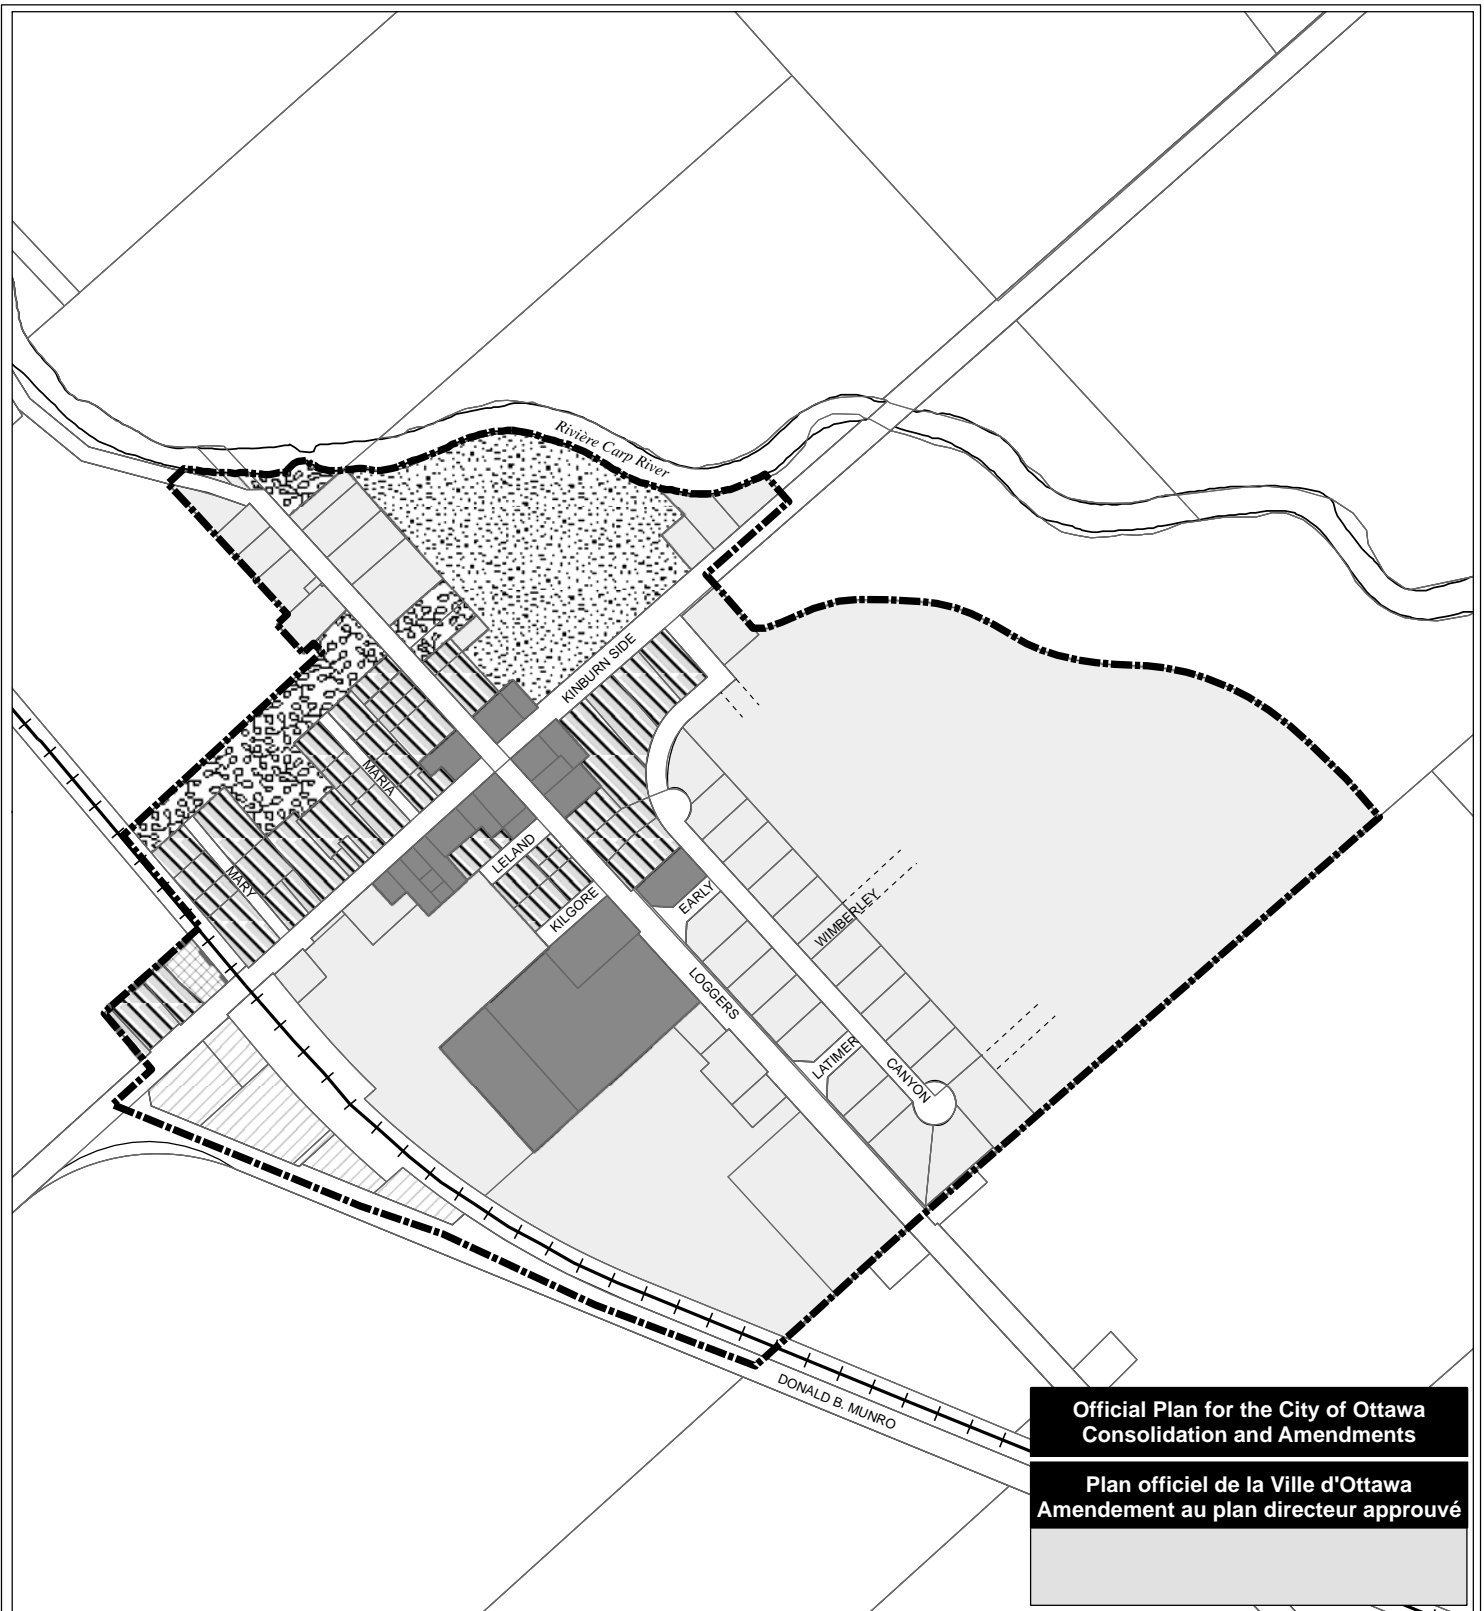 Rivière Carp River
KINBURN SIDE
MARIA
LELAND
MARY
KILGORE
EARLY
WIMBERLEY
LOGGERS
LATIMER
CANYON
DONALD B. MUNRO
Official Plan for the City of Ottawa
Consolidation and Amendments
Plan officiel de la Ville d'Ottawa
Amendement au plan directeur approuvé